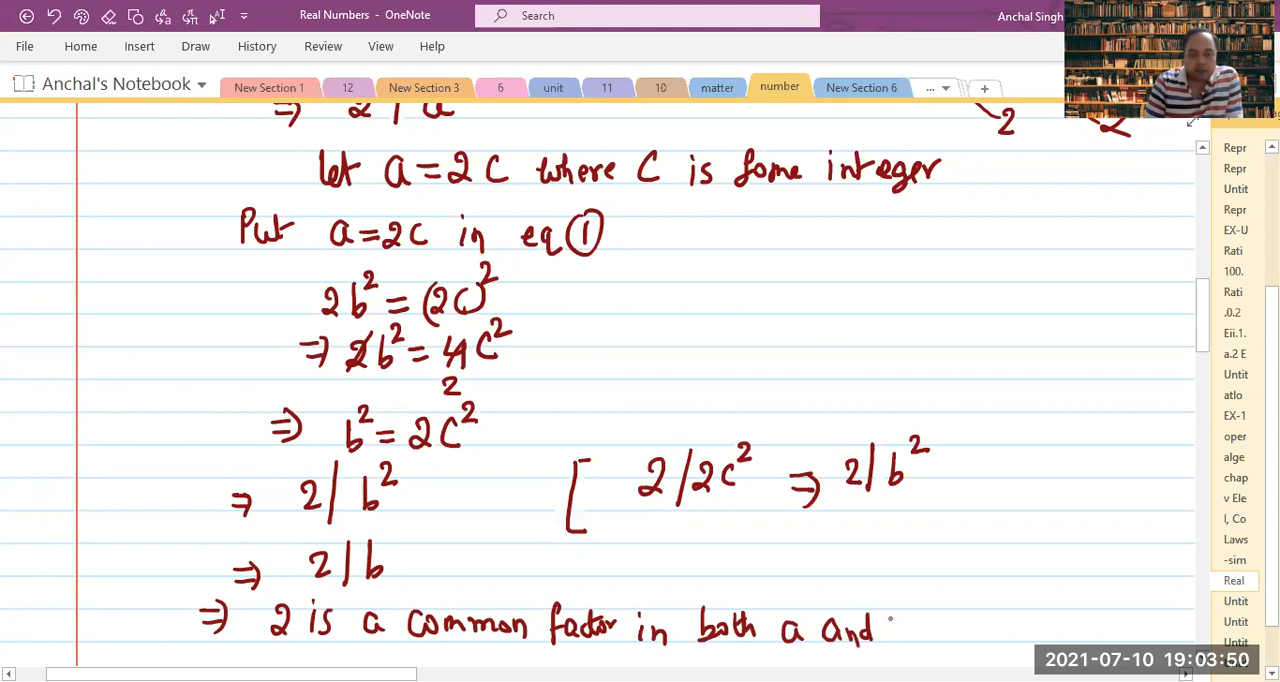 Real Numbers - OneNote
Search
Anchal Singh
File Home Insert Draw History Review View Help
Anchal's Notebook
New Section 1 12 New Section 3 6 unit 11 10 matter number New Section 6 ...
⇒ 2/a 2 2
let a=2C where C is some integer
Put a=2C in eq ①
2b²=(2C)²
⇒ 2b²=4C²
2
⇒ b²=2C²
⇒ 2/b² [ 2/2C² ⇒ 2/b²
⇒ 2/b
⇒ 2 is a common factor in both a and
2021-07-10 19:03:50
Repr
Repr
Untit
Repr
EX-U
Rati
100.
Rati
.0.2
Eii.1.
a.2 E
Untit
atlo
EX-1
oper
alge
chap
v Ele
l, Co
Laws
-sim
Real
Untit
Untit
Untit